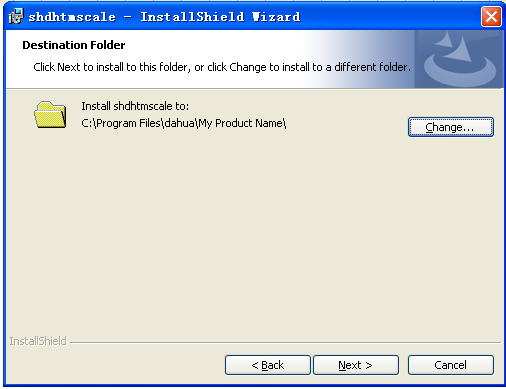 shdhtmscale - InstallShield Wizard
Destination Folder
Click Next to install to this folder, or click Change to install to a different folder.
Install shdhtmscale to:
C:\Program Files\dahua\My Product Name\
Change...
InstallShield
< Back
Next >
Cancel